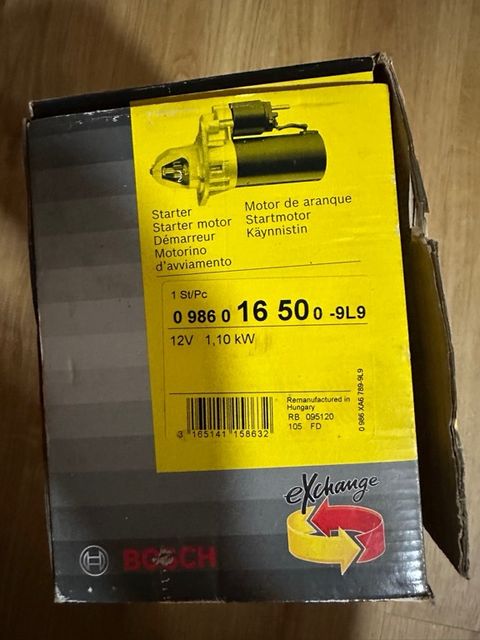 Starter
Starter motor
Démarreur
Motorino
d'avviamento
Motor de aranque
Startmotor
Käynnistin
1 St/Pc
0 986 0 16 50 0 -9L9
12V 1,10 kW
3 165141 158632
Remanufactured in
Hungary
RB 095120
105 FD
0 986 XA6 789-9L9
eXchange
BOSCH